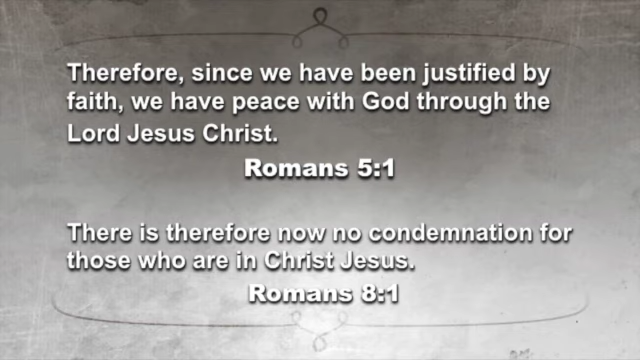 Therefore, since we have been justified by
faith, we have peace with God through the
Lord Jesus Christ.
Romans 5:1
There is therefore now no condemnation for
those who are in Christ Jesus.
Romans 8:1